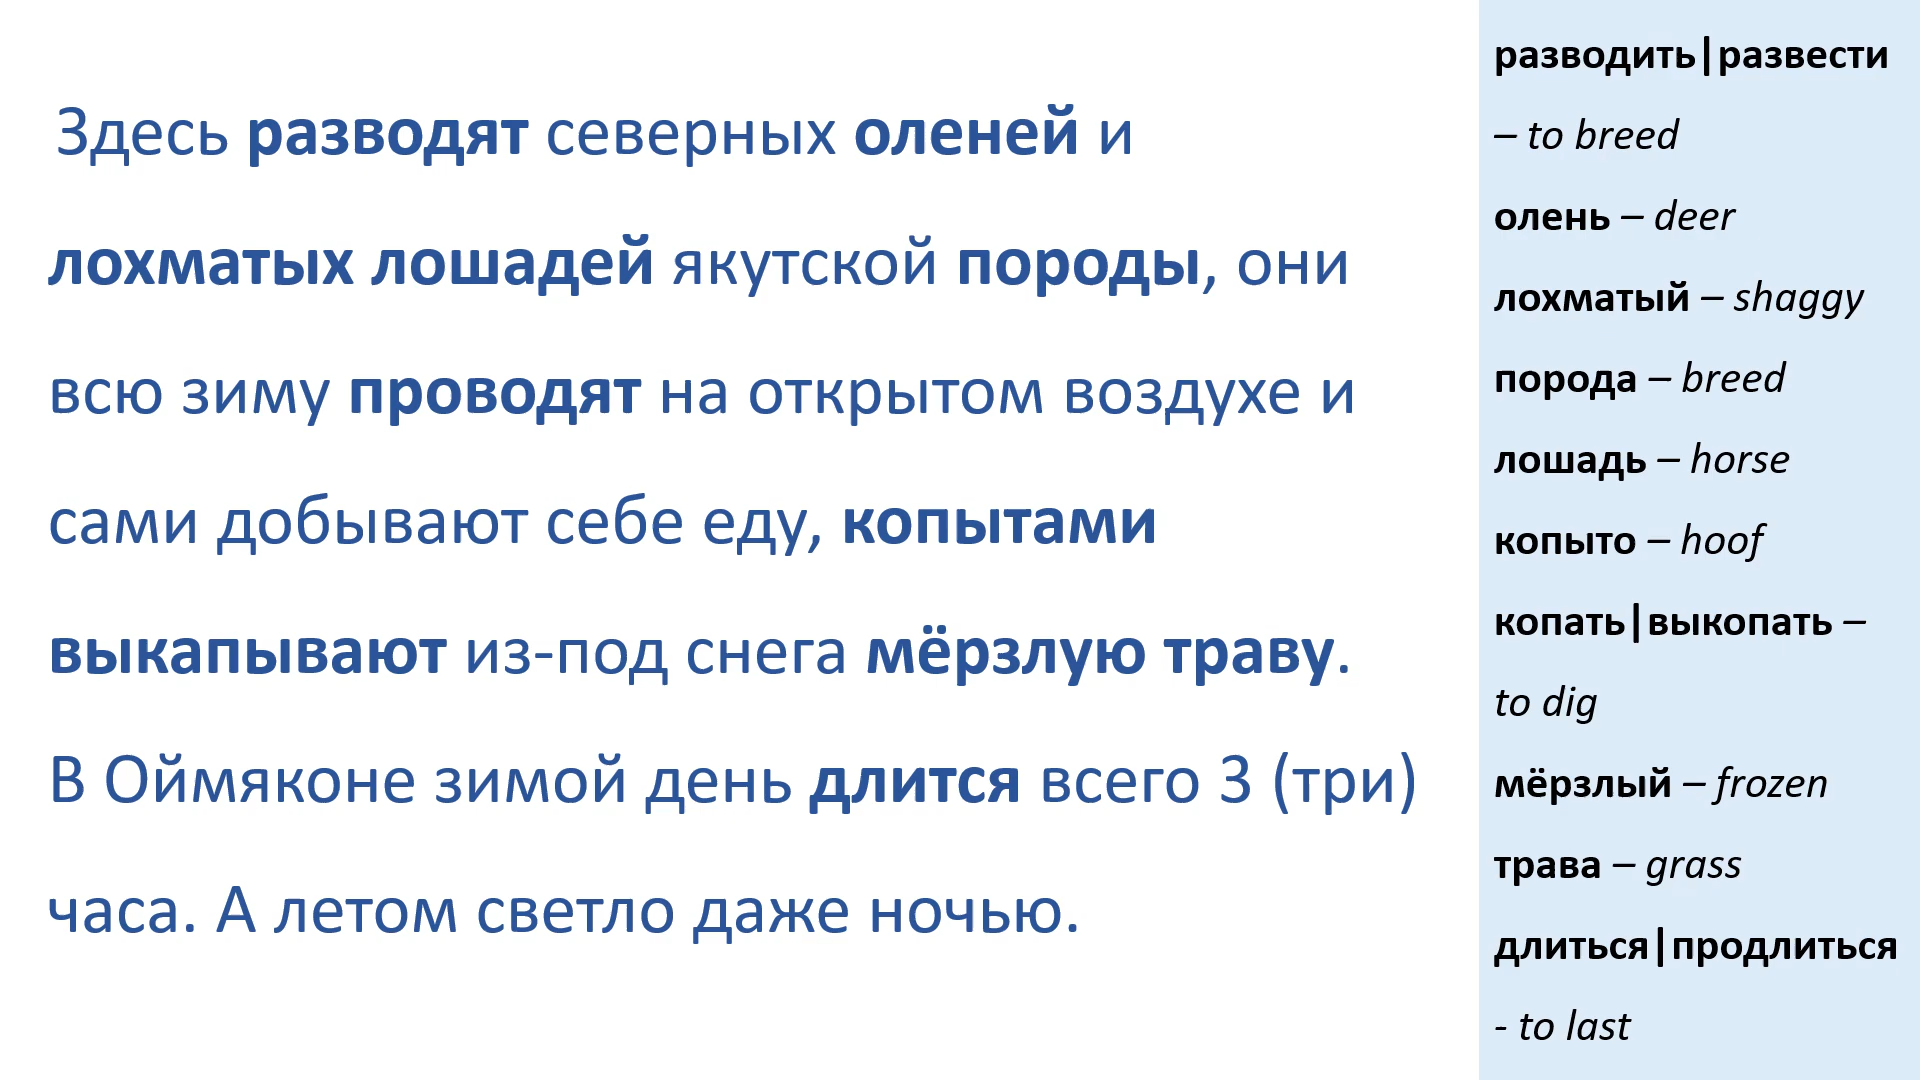 Здесь разводят северных оленей и
лохматых лошадей якутской породы, они
всю зиму проводят на открытом воздухе и
сами добывают себе еду, копытами
выкапывают из-под снега мёрзлую траву.
В Оймяконе зимой день длится всего 3 (три)
часа. А летом светло даже ночью.
разводить|развести
– to breed
олень – deer
лохматый – shaggy
порода – breed
лошадь – horse
копыто – hoof
копать|выкопать –
to dig
мёрзлый – frozen
трава – grass
длиться|продлиться
- to last